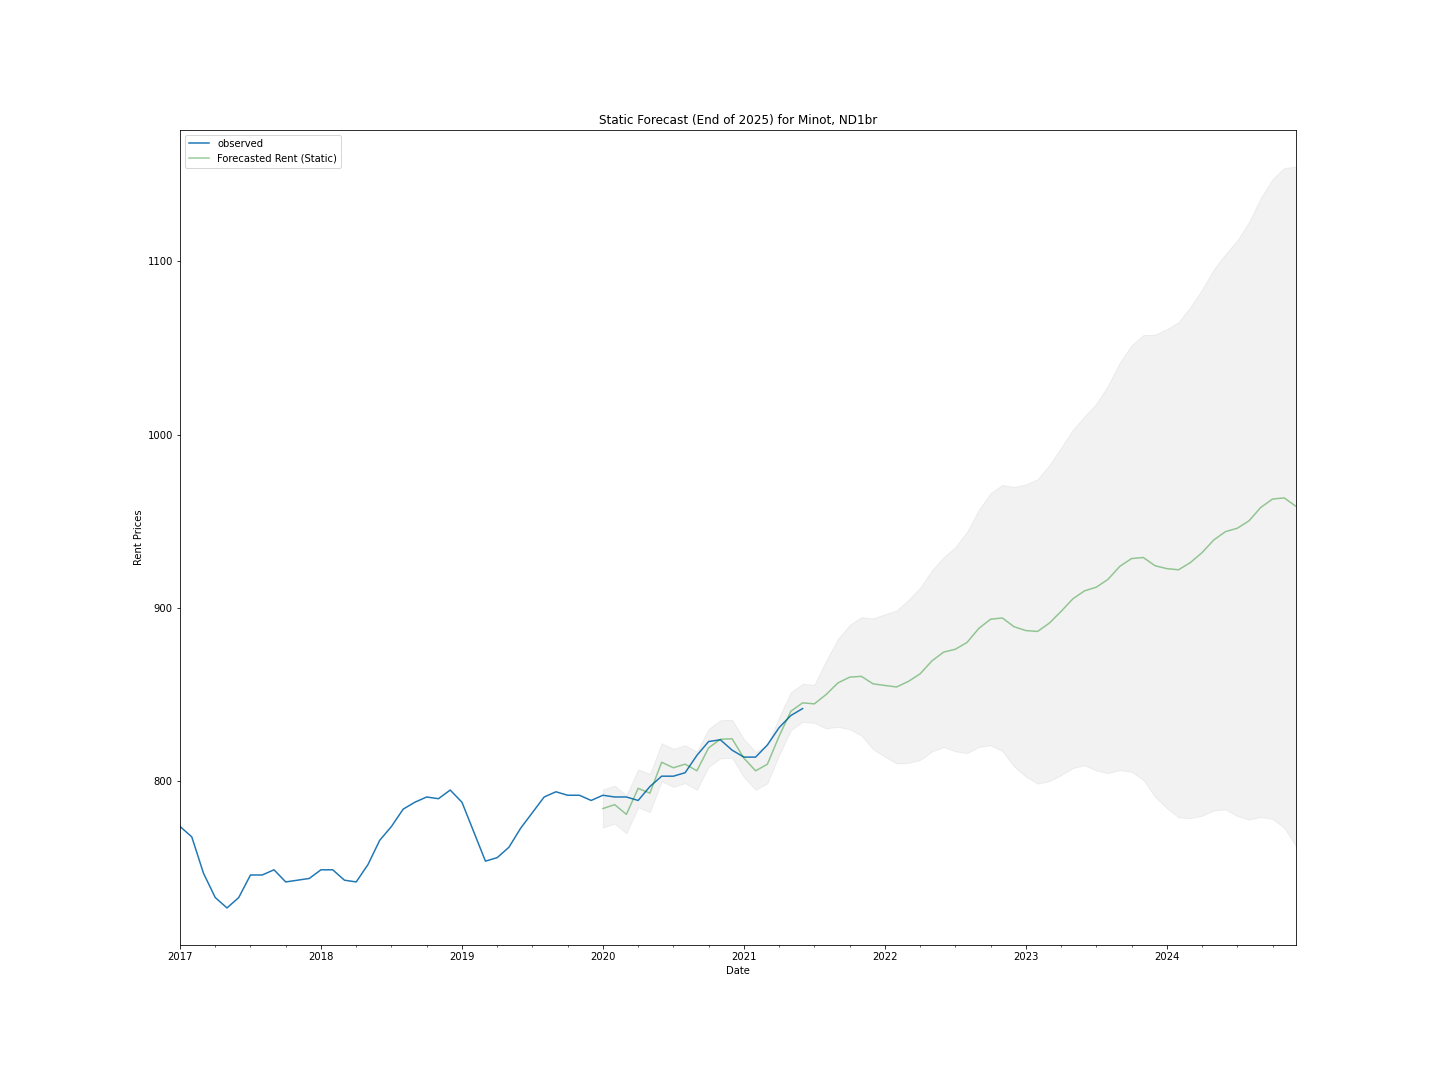 Static Forecast (End of 2025) for Minot, ND1br
observed
Forecasted Rent (Static)
1100
1000
900
800
Rent Prices
2017 2018 2019 2020 2021 2022 2023 2024
Date